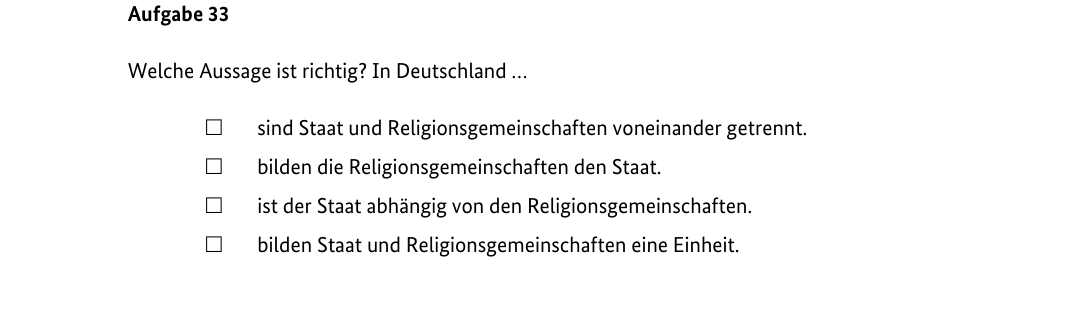 Aufgabe 33
Welche Aussage ist richtig? In Deutschland …
☐ sind Staat und Religionsgemeinschaften voneinander getrennt.
☐ bilden die Religionsgemeinschaften den Staat.
☐ ist der Staat abhängig von den Religionsgemeinschaften.
☐ bilden Staat und Religionsgemeinschaften eine Einheit.